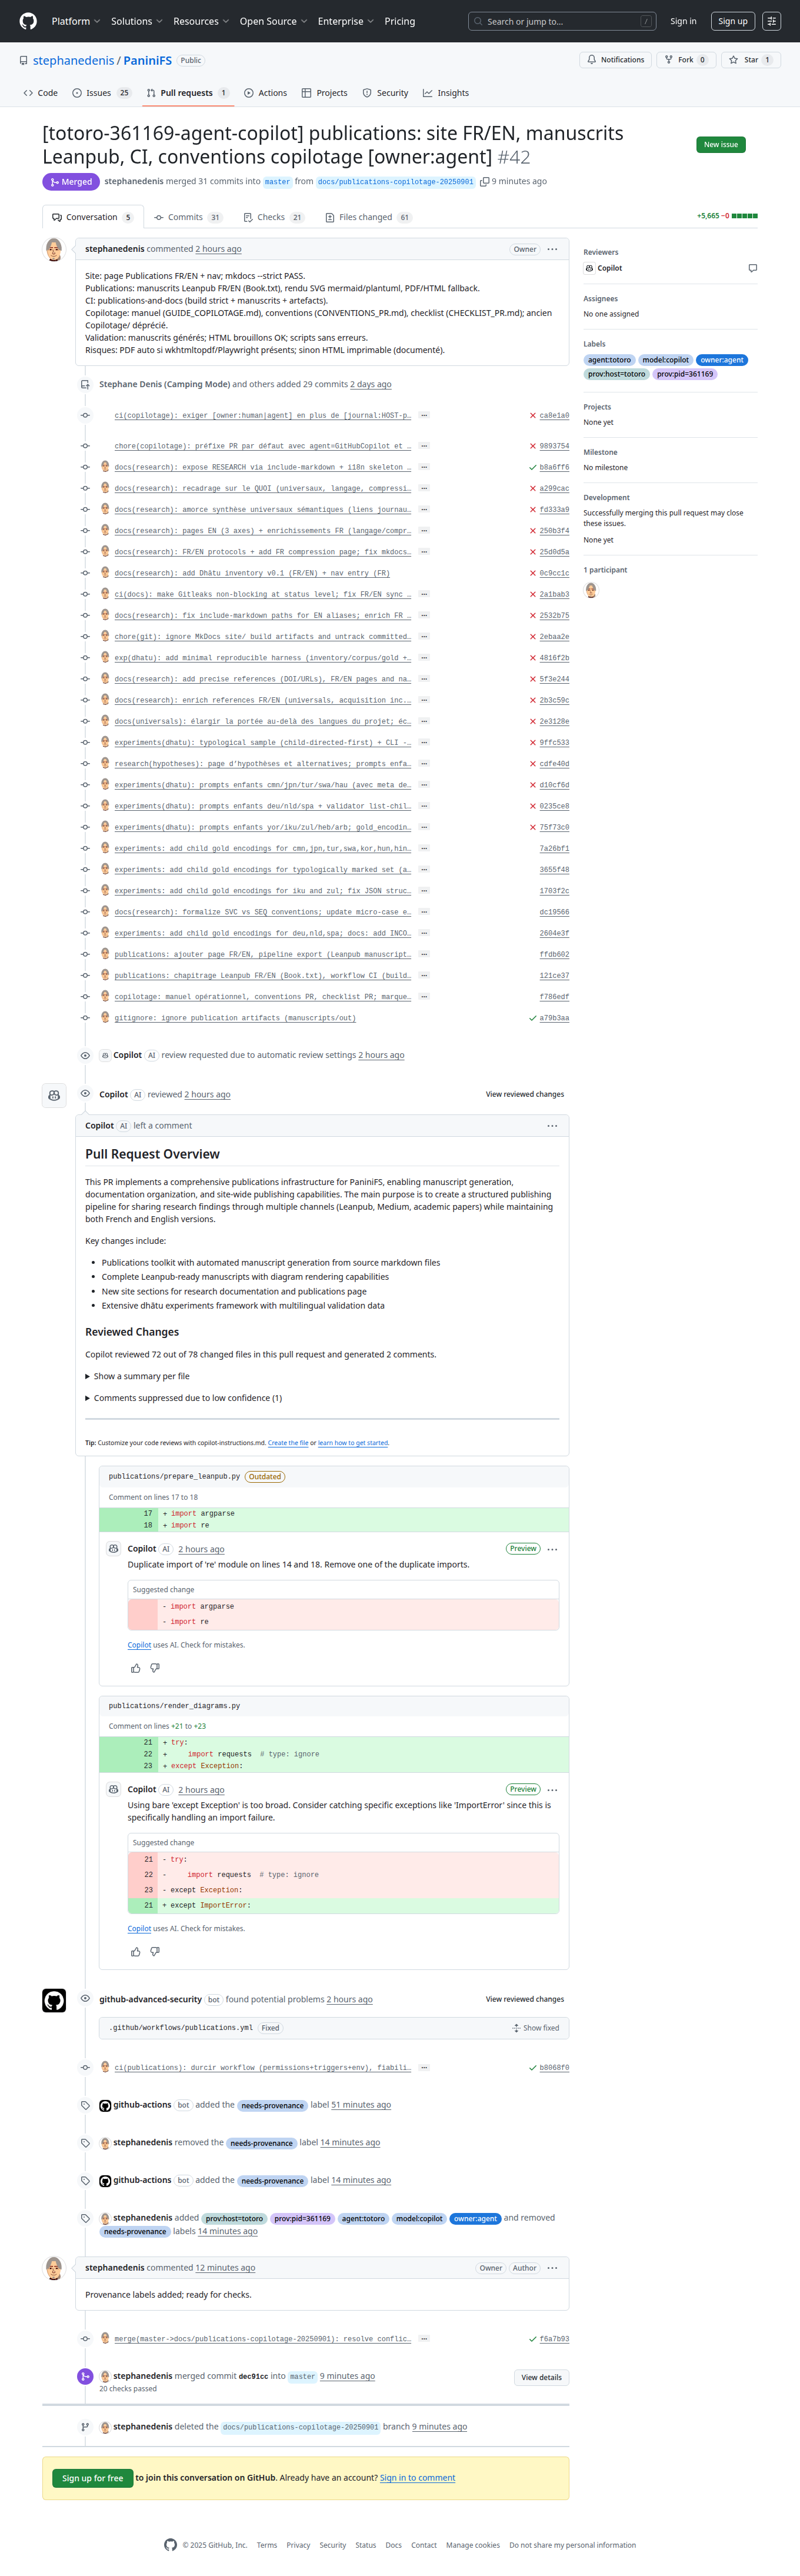 Platform Solutions Resources Open Source Enterprise Pricing Search or jump to... / Sign in Sign up
stephanedenis / PaniniFS Public Notifications Fork 0 Star 1
Code Issues 25 Pull requests 1 Actions Projects Security Insights
[totoro-361169-agent-copilot] publications: site FR/EN, manuscrits
Leanpub, CI, conventions copilotage [owner:agent] #42
New issue
Merged stephanedenis merged 31 commits into master from docs/publications-copilotage-20250901 9 minutes ago
Conversation 5 Commits 31 Checks 21 Files changed 61 +5,665 −0
stephanedenis commented 2 hours ago Owner
Site: page Publications FR/EN + nav; mkdocs --strict PASS.
Publications: manuscrits Leanpub FR/EN (Book.txt), rendu SVG mermaid/plantuml, PDF/HTML fallback.
CI: publications-and-docs (build strict + manuscrits + artefacts).
Copilotage: manuel (GUIDE_COPILOTAGE.md), conventions (CONVENTIONS_PR.md), checklist (CHECKLIST_PR.md); ancien
Copilotage/ déprécié.
Validation: manuscrits générés; HTML brouillons OK; scripts sans erreurs.
Risques: PDF auto si wkhtmltopdf/Playwright présents; sinon HTML imprimable (documenté).
Reviewers
Copilot
Assignees
No one assigned
Labels
agent:totoro model:copilot owner:agent
prov:host=totoro prov:pid=361169
Projects
None yet
Milestone
No milestone
Development
Successfully merging this pull request may close
these issues.
None yet
1 participant
Stephane Denis (Camping Mode) and others added 29 commits 2 days ago
ci(copilotage): exiger [owner:human|agent] en plus de [journal:HOST-p… ca8e1a0
chore(copilotage): préfixe PR par défaut avec agent=GitHubCopilot et … 9893754
docs(research): expose RESEARCH via include-markdown + i18n skeleton … b8a6ff6
docs(research): recadrage sur le QUOI (universaux, langage, compressi… a299cac
docs(research): amorce synthèse universaux sémantiques (liens journau… fd333a9
docs(research): pages EN (3 axes) + enrichissements FR (langage/compr… 250b3f4
docs(research): FR/EN protocols + add FR compression page; fix mkdocs… 25d0d5a
docs(research): add Dhātu inventory v0.1 (FR/EN) + nav entry (FR) 0c9cc1c
ci(docs): make Gitleaks non-blocking at status level; fix FR/EN sync … 2a1bab3
docs(research): fix include-markdown paths for EN aliases; enrich FR … 2532b75
chore(git): ignore MkDocs site/ build artifacts and untrack committed… 2ebaa2e
exp(dhatu): add minimal reproducible harness (inventory/corpus/gold +… 4816f2b
docs(research): add precise references (DOI/URLs), FR/EN pages and na… 5f3e244
docs(research): enrich references FR/EN (universals, acquisition inc.… 2b3c59c
docs(universals): élargir la portée au-delà des langues du projet; éc… 2e3128e
experiments(dhatu): typological sample (child-directed-first) + CLI -… 9ffc533
research(hypotheses): page d'hypothèses et alternatives; prompts enfa… cdfe40d
experiments(dhatu): prompts enfants cmn/jpn/tur/swa/hau (avec meta de… d10cf6d
experiments(dhatu): prompts enfants deu/nld/spa + validator list-chil… 0235ce8
experiments(dhatu): prompts enfants yor/iku/zul/heb/arb; gold_encodin… 75f73c0
experiments: add child gold encodings for cmn,jpn,tur,swa,kor,hun,hin… 7a26bf1
experiments: add child gold encodings for typologically marked set (a… 3655f48
experiments: add child gold encodings for iku and zul; fix JSON struc… 1703f2c
docs(research): formalize SVC vs SEQ conventions; update micro-case e… dc19566
experiments: add child gold encodings for deu,nld,spa; docs: add INCO… 2604e3f
publications: ajouter page FR/EN, pipeline export (Leanpub manuscript… ffdb602
publications: chapitrage Leanpub FR/EN (Book.txt), workflow CI (build… 121ce37
copilotage: manuel opérationnel, conventions PR, checklist PR; marque… f786edf
gitignore: ignore publication artifacts (manuscripts/out) a79b3aa
Copilot AI review requested due to automatic review settings 2 hours ago
Copilot AI reviewed 2 hours ago View reviewed changes
Copilot AI left a comment
Pull Request Overview
This PR implements a comprehensive publications infrastructure for PaniniFS, enabling manuscript generation,
documentation organization, and site-wide publishing capabilities. The main purpose is to create a structured publishing
pipeline for sharing research findings through multiple channels (Leanpub, Medium, academic papers) while maintaining
both French and English versions.
Key changes include:
• Publications toolkit with automated manuscript generation from source markdown files
• Complete Leanpub-ready manuscripts with diagram rendering capabilities
• New site sections for research documentation and publications page
• Extensive dhātu experiments framework with multilingual validation data
Reviewed Changes
Copilot reviewed 72 out of 78 changed files in this pull request and generated 2 comments.
Show a summary per file
Comments suppressed due to low confidence (1)
Tip: Customize your code reviews with copilot-instructions.md. Create the file or learn how to get started.
publications/prepare_leanpub.py Outdated
Comment on lines 17 to 18
17 + import argparse
18 + import re
Copilot AI 2 hours ago Preview
Duplicate import of 're' module on lines 14 and 18. Remove one of the duplicate imports.
Suggested change
- import argparse
- import re
Copilot uses AI. Check for mistakes.
publications/render_diagrams.py
Comment on lines +21 to +23
21 + try:
22 + import requests # type: ignore
23 + except Exception:
Copilot AI 2 hours ago Preview
Using bare 'except Exception' is too broad. Consider catching specific exceptions like 'ImportError' since this is
specifically handling an import failure.
Suggested change
21 - try:
22 - import requests # type: ignore
23 - except Exception:
21 + except ImportError:
Copilot uses AI. Check for mistakes.
github-advanced-security bot found potential problems 2 hours ago View reviewed changes
.github/workflows/publications.yml Fixed Show fixed
ci(publications): durcir workflow (permissions+triggers+env), fiabili… b8068f0
github-actions bot added the needs-provenance label 51 minutes ago
stephanedenis removed the needs-provenance label 14 minutes ago
github-actions bot added the needs-provenance label 14 minutes ago
stephanedenis added prov:host=totoro prov:pid=361169 agent:totoro model:copilot owner:agent and removed
needs-provenance labels 14 minutes ago
stephanedenis commented 12 minutes ago Owner Author
Provenance labels added; ready for checks.
merge(master->docs/publications-copilotage-20250901): resolve conflic… f6a7b93
stephanedenis merged commit dec91cc into master 9 minutes ago View details
20 checks passed
stephanedenis deleted the docs/publications-copilotage-20250901 branch 9 minutes ago
Sign up for free to join this conversation on GitHub. Already have an account? Sign in to comment
© 2025 GitHub, Inc. Terms Privacy Security Status Docs Contact Manage cookies Do not share my personal information